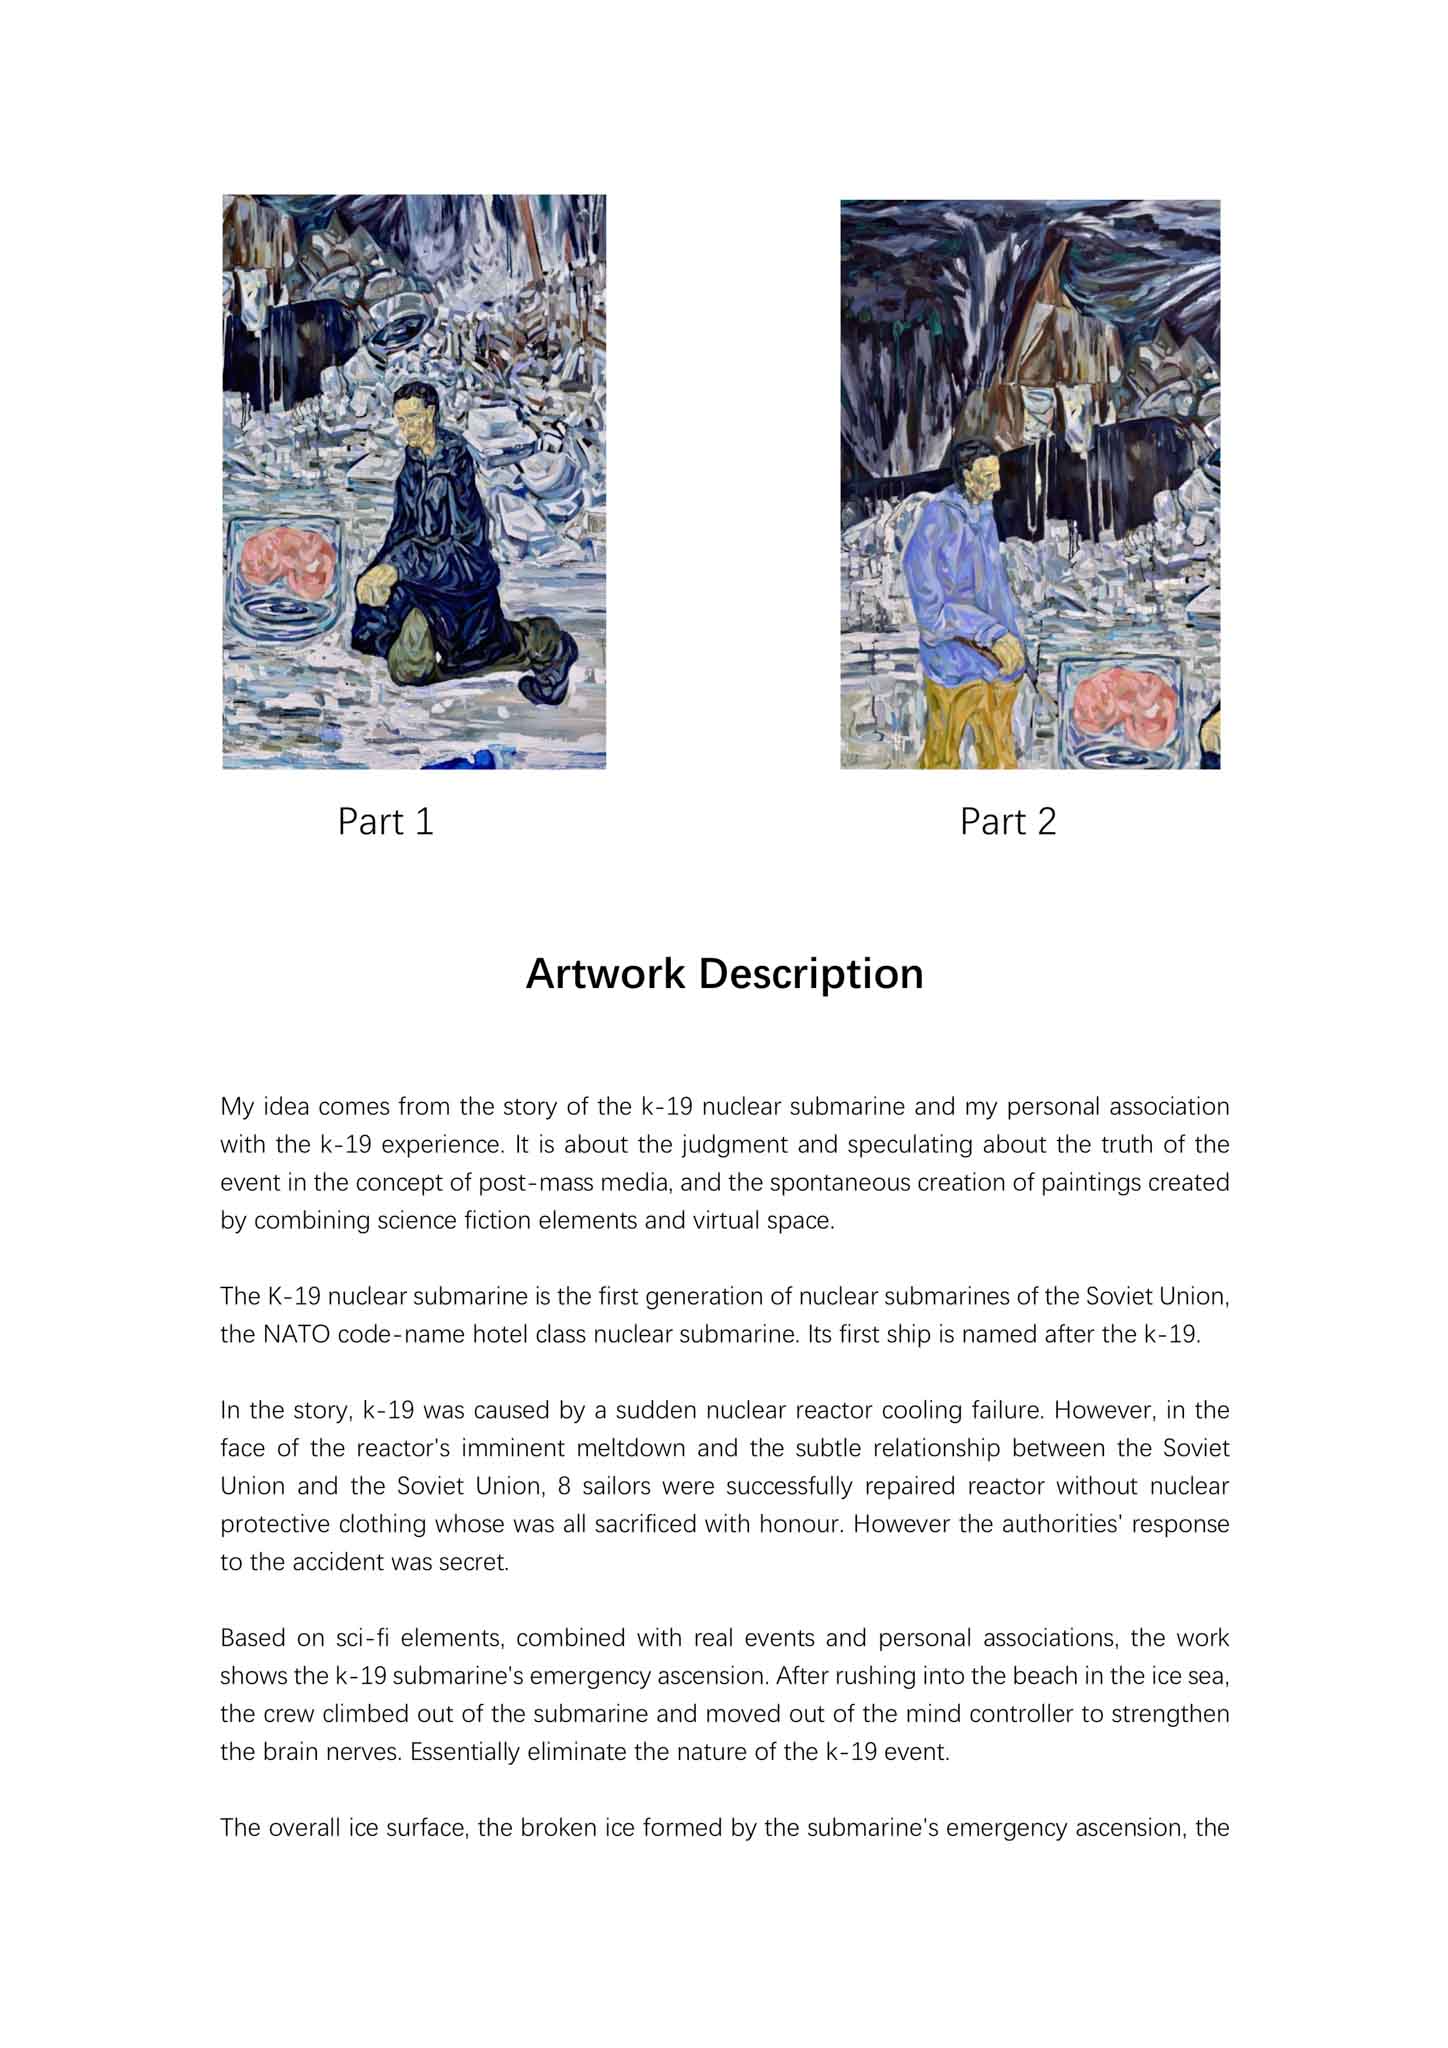 Part 1
Part 2
Artwork Description
My idea comes from the story of the k-19 nuclear submarine and my personal association
with the k-19 experience. It is about the judgment and speculating about the truth of the
event in the concept of post-mass media, and the spontaneous creation of paintings created
by combining science fiction elements and virtual space.
The K-19 nuclear submarine is the first generation of nuclear submarines of the Soviet Union,
the NATO code-name hotel class nuclear submarine. Its first ship is named after the k-19.
In the story, k-19 was caused by a sudden nuclear reactor cooling failure. However, in the
face of the reactor's imminent meltdown and the subtle relationship between the Soviet
Union and the Soviet Union, 8 sailors were successfully repaired reactor without nuclear
protective clothing whose was all sacrificed with honour. However the authorities' response
to the accident was secret.
Based on sci-fi elements, combined with real events and personal associations, the work
shows the k-19 submarine's emergency ascension. After rushing into the beach in the ice sea,
the crew climbed out of the submarine and moved out of the mind controller to strengthen
the brain nerves. Essentially eliminate the nature of the k-19 event.
The overall ice surface, the broken ice formed by the submarine's emergency ascension, the